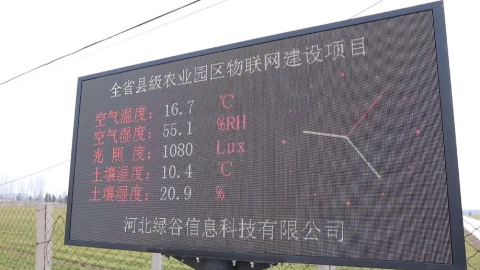 全省县级农业园区物联网建设项目
空气温度: 16.7 ℃
空气湿度: 55.1 %RH
光 照 度: 1080 Lux
土壤温度: 10.4 ℃
土壤湿度: 20.9 %
河北绿谷信息科技有限公司